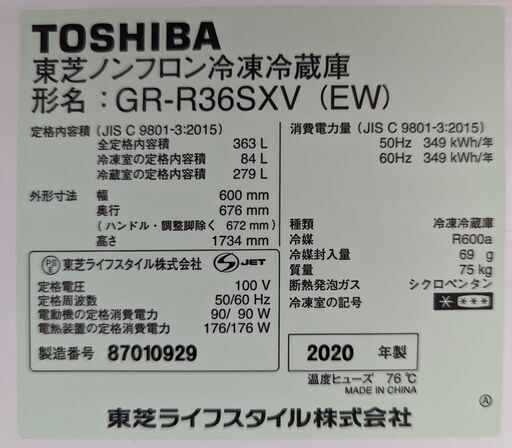 TOSHIBA
東芝ノンフロン冷凍冷蔵庫
形名：GR-R36SXV (EW)
定格内容積 (JIS C 9801-3:2015)
全定格内容積 363 L
冷凍室の定格内容積 84 L
冷蔵室の定格内容積 279 L
外形寸法 幅 600 mm
奥行 676 mm
(ハンドル・調整脚除く 672 mm)
高さ 1734 mm
消費電力量 (JIS C 9801-3:2015)
50Hz 349 kWh/年
60Hz 349 kWh/年
種類 冷凍冷蔵庫
冷媒 R600a
冷媒封入量 69 g
質量 75 kg
断熱発泡ガス シクロペンタン
冷凍室の記号 * ***
PSE 東芝ライフスタイル株式会社 JET
定格電圧 100 V
定格周波数 50/60 Hz
電動機の定格消費電力 90/ 90 W
電熱装置の定格消費電力 176/176 W
製造番号 87010929
2020 年製
温度ヒューズ 76℃
MADE IN CHINA
Ⓐ
東芝ライフスタイル株式会社